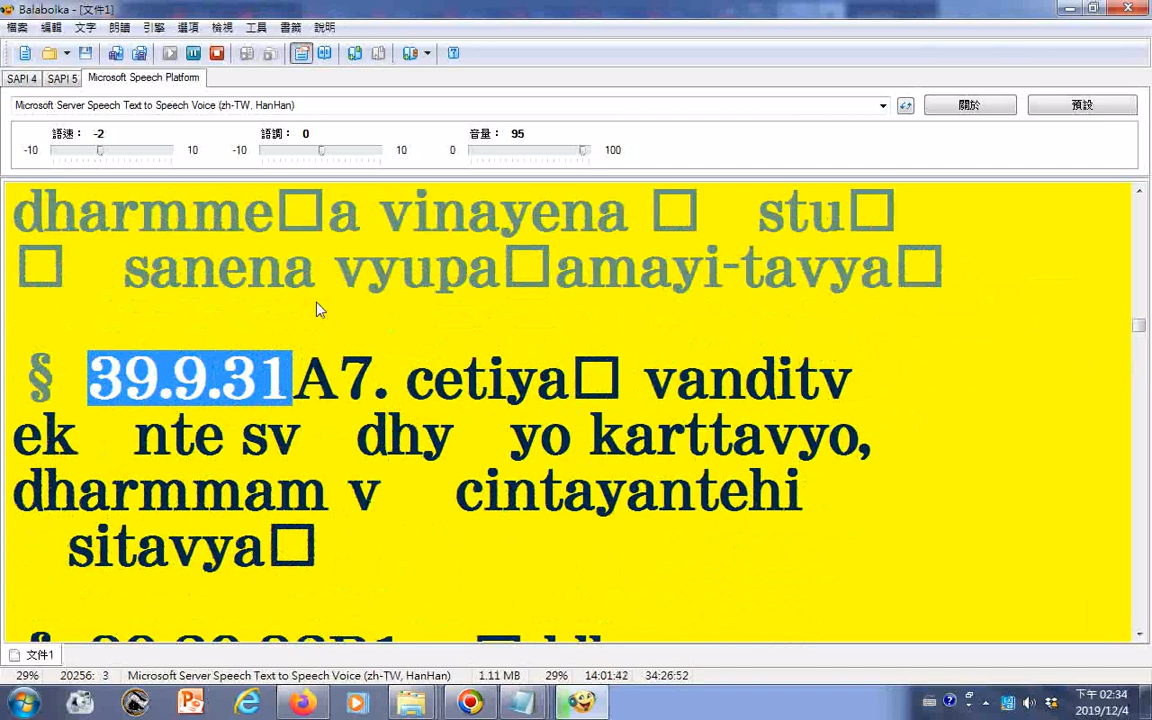 Balabolka - [文件1]
檔案 編輯 文字 朗讀 引擎 選項 檢視 工具 書籤 說明
SAPI 4 SAPI 5 Microsoft Speech Platform
Microsoft Server Speech Text to Speech Voice (zh-TW, HanHan) 關於 預設
語速： -2 語調： 0 音量： 95
-10 10 -10 10 0 100
dharmme□a vinayena □ stu□
□ sanena vyupa□amayi-tavya□
§ 39.9.31A7. cetiya□ vanditv
ek nte sv dhy yo karttavyo,
dharmmam v cintayantehi
sitavya□
文件1
29% 20256: 3 Microsoft Server Speech Text to Speech Voice (zh-TW, HanHan) 1.11 MB 29% 14:01:42 34:26:52
下午 02:34
2019/12/4